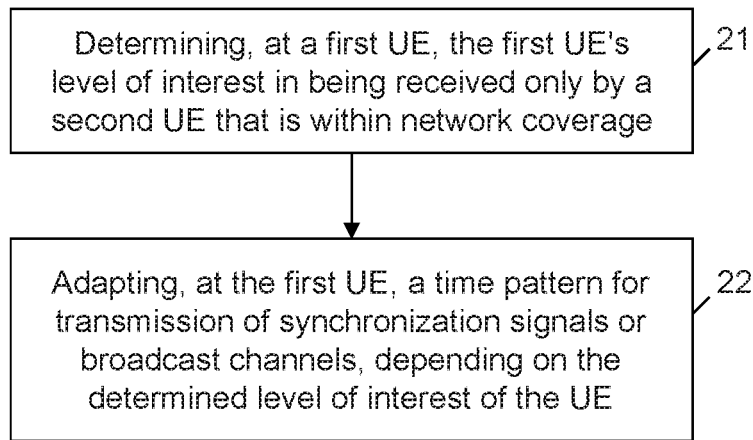 Determining, at a first UE, the first UE's
level of interest in being received only by a
second UE that is within network coverage
21
Adapting, at the first UE, a time pattern for
transmission of synchronization signals or
broadcast channels, depending on the
determined level of interest of the UE
22